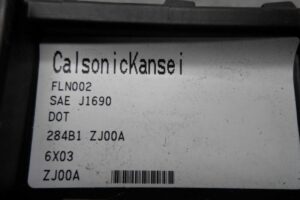 CalsonicKansei
FLN002
SAE J1690
DOT
284B1 ZJ00A
6X03
ZJ00A